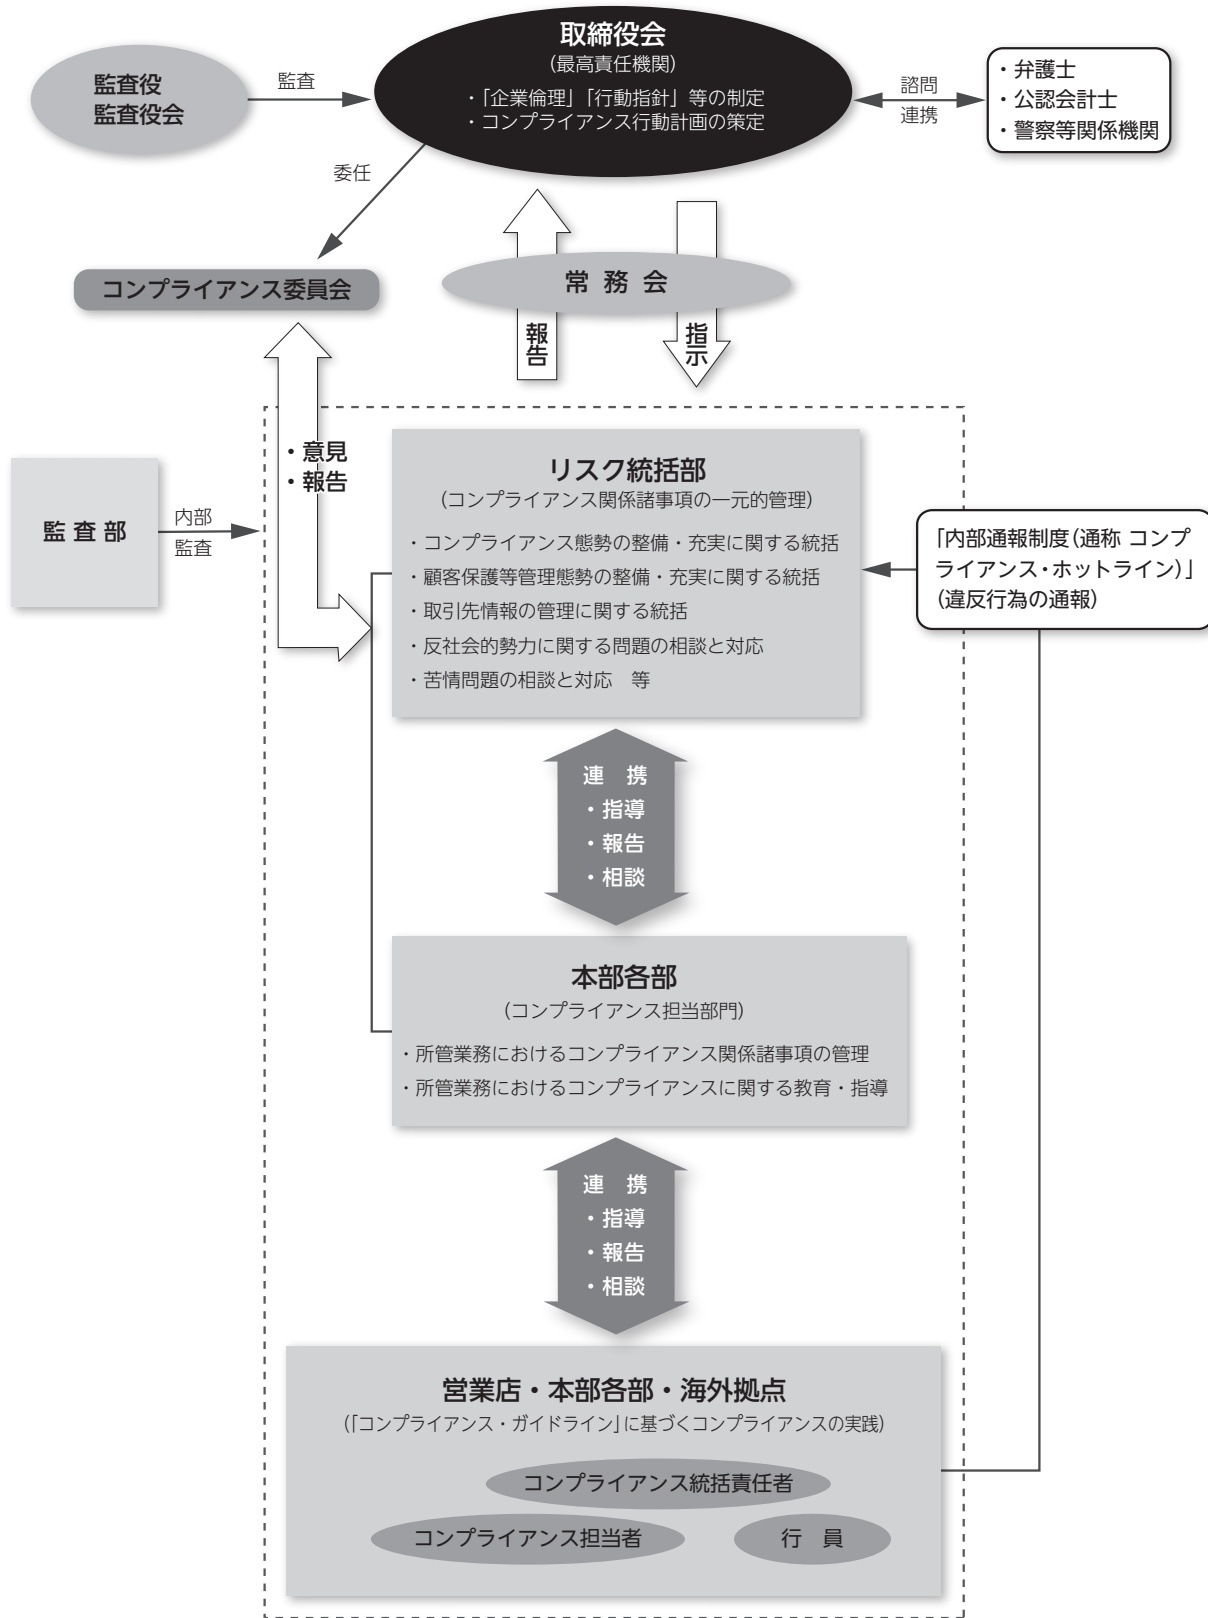 取締役会
(最高責任機関)
・「企業倫理」「行動指針」等の制定
・コンプライアンス行動計画の策定
監査役
監査役会
監査
諮問
連携
・弁護士
・公認会計士
・警察等関係機関
委任
コンプライアンス委員会
常務会
報告
指示
・意見
・報告
監査部
内部
監査
リスク統括部
(コンプライアンス関係諸事項の一元的管理)
・コンプライアンス態勢の整備・充実に関する統括
・顧客保護等管理態勢の整備・充実に関する統括
・取引先情報の管理に関する統括
・反社会的勢力に関する問題の相談と対応
・苦情問題の相談と対応　等
「内部通報制度(通称 コンプ
ライアンス・ホットライン)」
(違反行為の通報)
連　携
・指導
・報告
・相談
本部各部
(コンプライアンス担当部門)
・所管業務におけるコンプライアンス関係諸事項の管理
・所管業務におけるコンプライアンスに関する教育・指導
連　携
・指導
・報告
・相談
営業店・本部各部・海外拠点
(「コンプライアンス・ガイドライン」に基づくコンプライアンスの実践)
コンプライアンス統括責任者
コンプライアンス担当者
行　員